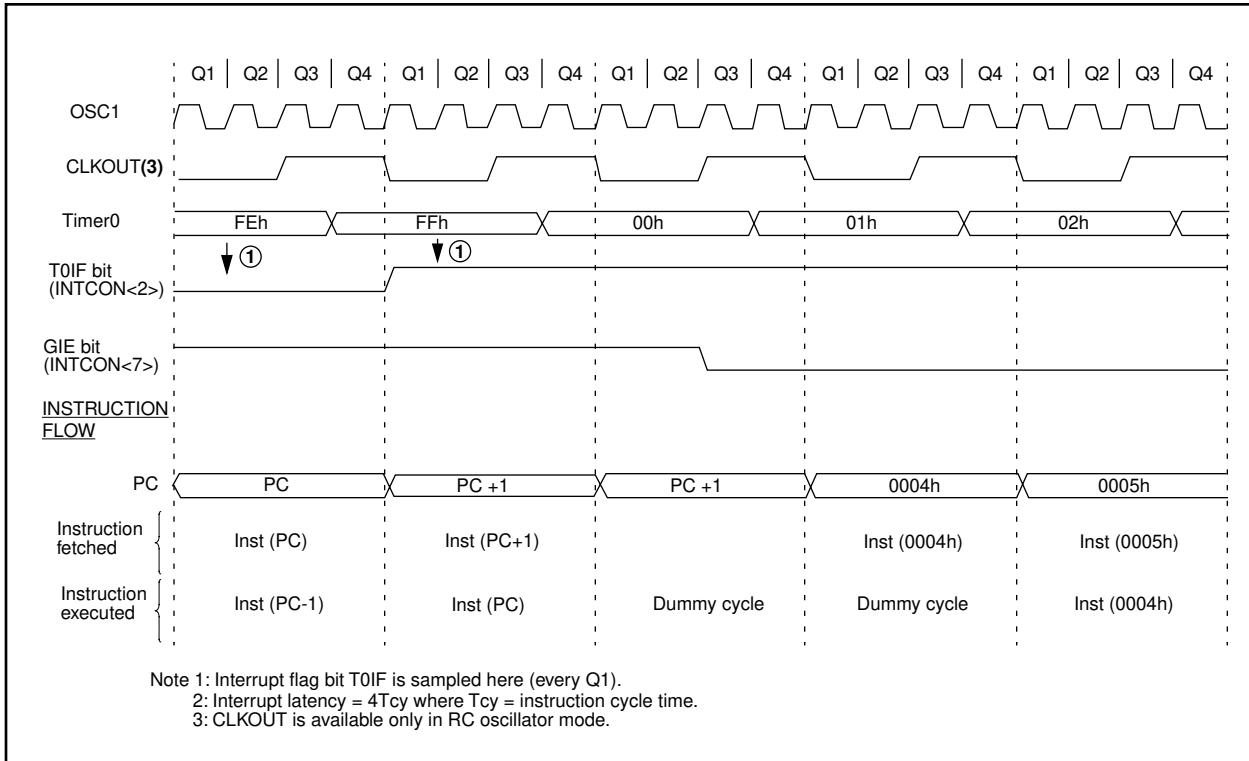 Q1 Q2 Q3 Q4 Q1 Q2 Q3 Q4 Q1 Q2 Q3 Q4 Q1 Q2 Q3 Q4 Q1 Q2 Q3 Q4
OSC1
CLKOUT(3)
Timer0 FEh FFh 00h 01h 02h
1 1
T0IF bit
(INTCON<2>)
GIE bit
(INTCON<7>)
INSTRUCTION
FLOW
PC PC PC +1 PC +1 0004h 0005h
Instruction
fetched Inst (PC) Inst (PC+1) Inst (0004h) Inst (0005h)
Instruction
executed Inst (PC-1) Inst (PC) Dummy cycle Dummy cycle Inst (0004h)
Note 1: Interrupt flag bit T0IF is sampled here (every Q1).
2: Interrupt latency = 4Tcy where Tcy = instruction cycle time.
3: CLKOUT is available only in RC oscillator mode.